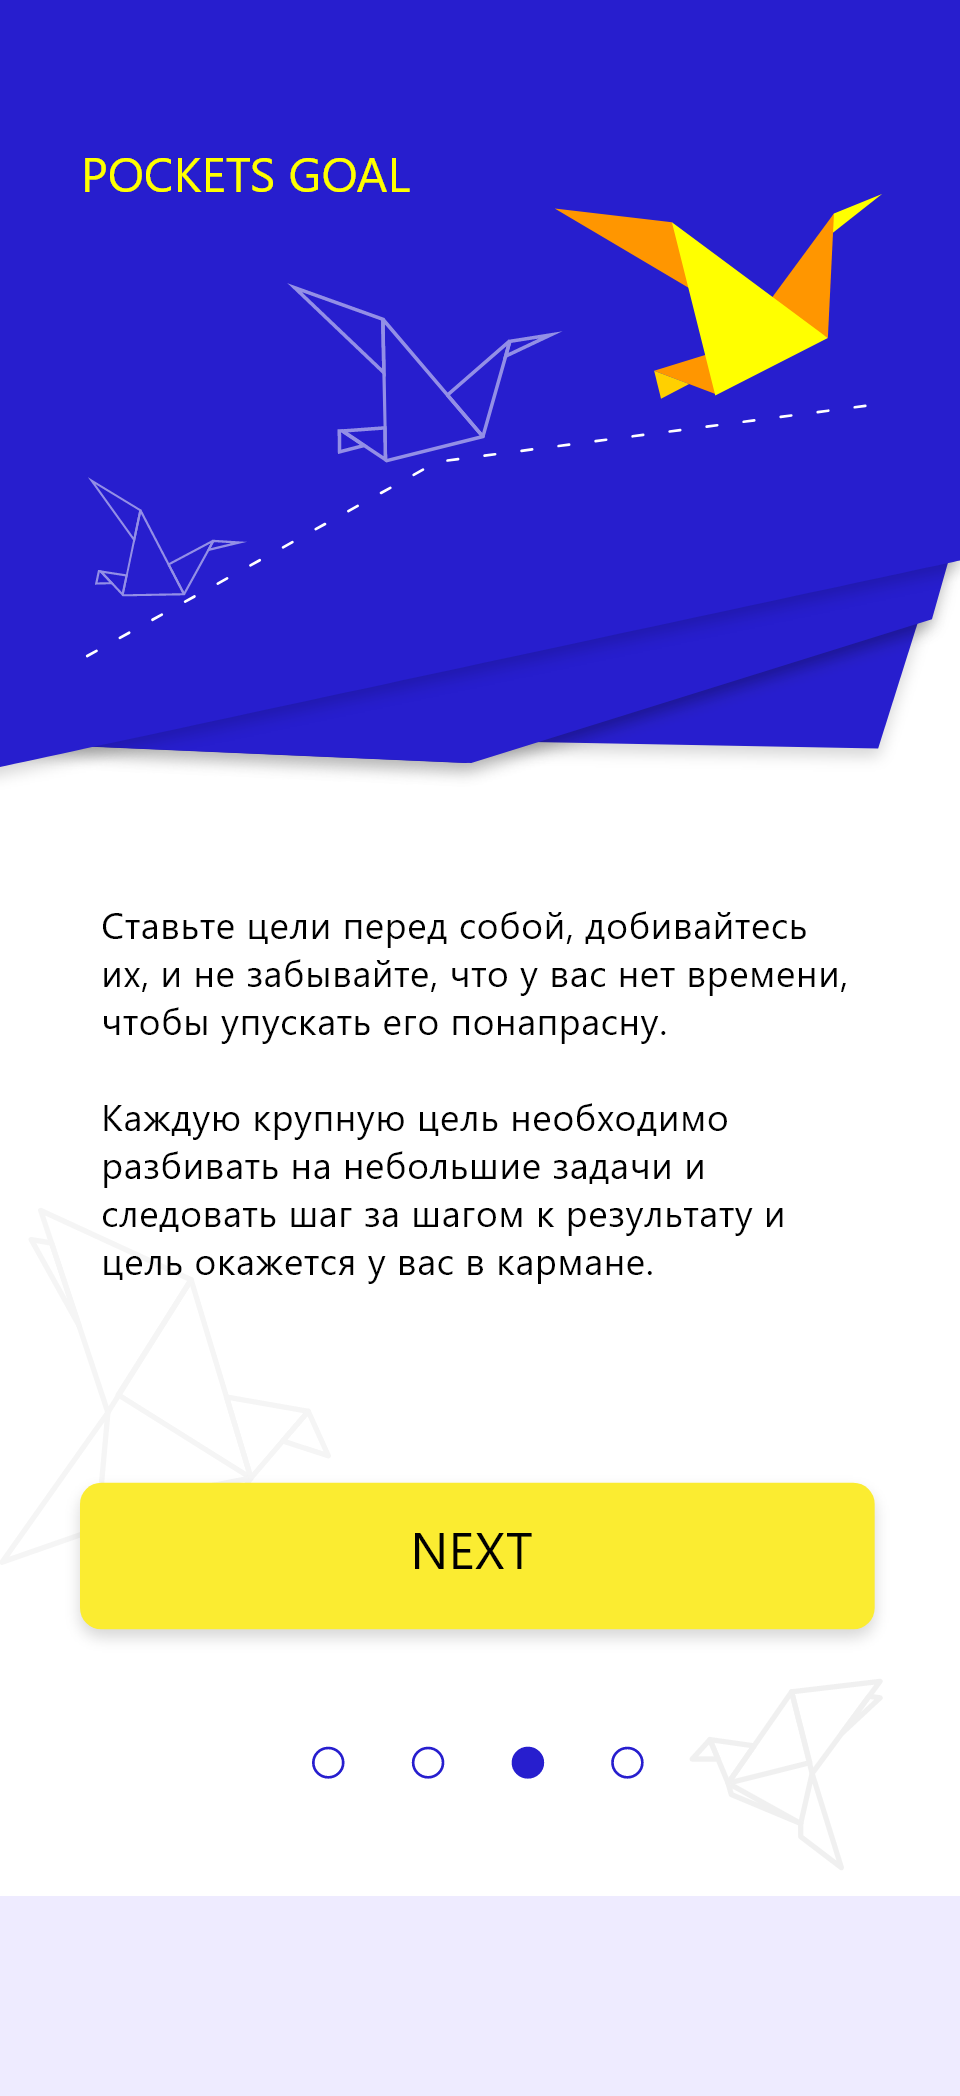 POCKETS GOAL
Ставьте цели перед собой, добивайтесь
их, и не забывайте, что у вас нет времени,
чтобы упускать его понапрасну.
Каждую крупную цель необходимо
разбивать на небольшие задачи и
следовать шаг за шагом к результату и
цель окажется у вас в кармане.
NEXT